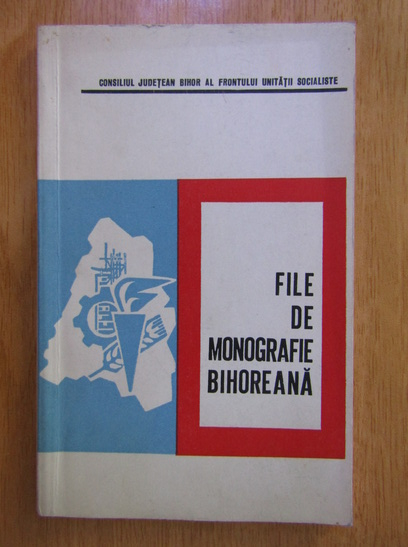 CONSILIUL JUDEȚEAN BIHOR AL FRONTULUI UNITĂȚII SOCIALISTE
FILE
DE
MONOGRAFIE
BIHOREANĂ